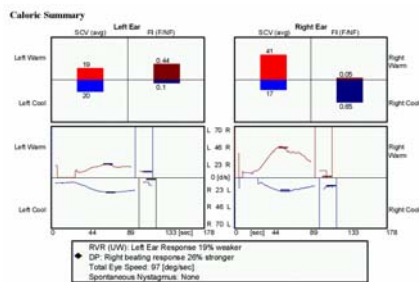 Caloric Summary
Left Ear
Right Ear
SCV (avg) FI (F/NF)
SCV (avg) FI (F/NF)
Left Warm
19
0.44
41
0.05
Right Warm
Left Cool
20
0.1
17
0.65
Right Cool
Left Warm
Left Cool
L 70 R
L 46 R
L 23 R
0 [d/s]
R 23 L
R 46 L
R 70 L
Right Warm
Right Cool
0 44 89 133 [sec] 178
0 [sec] 44 89 133 178
RVR (UW): Left Ear Response 19% weaker
DP: Right beating response 26% stronger
Total Eye Speed: 97 [deg/sec]
Spontaneous Nystagmus: None